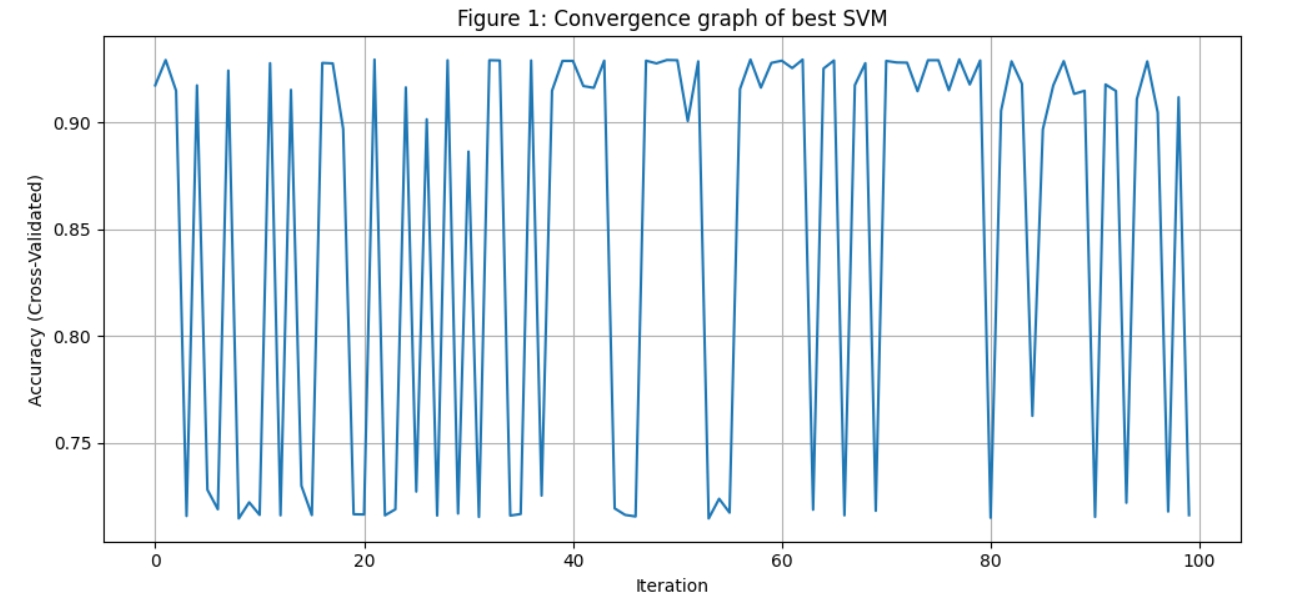 Figure 1: Convergence graph of best SVM
Accuracy (Cross-Validated)
0.90
0.85
0.80
0.75
0 20 40 60 80 100
Iteration